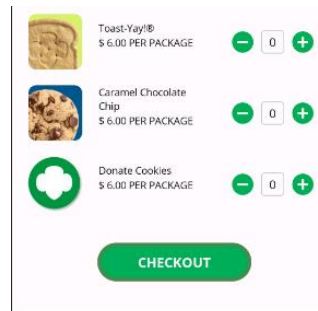 Toast-Yay!®
$ 6.00 PER PACKAGE
0
Caramel Chocolate
Chip
$ 6.00 PER PACKAGE
0
Donate Cookies
$ 6.00 PER PACKAGE
0
CHECKOUT